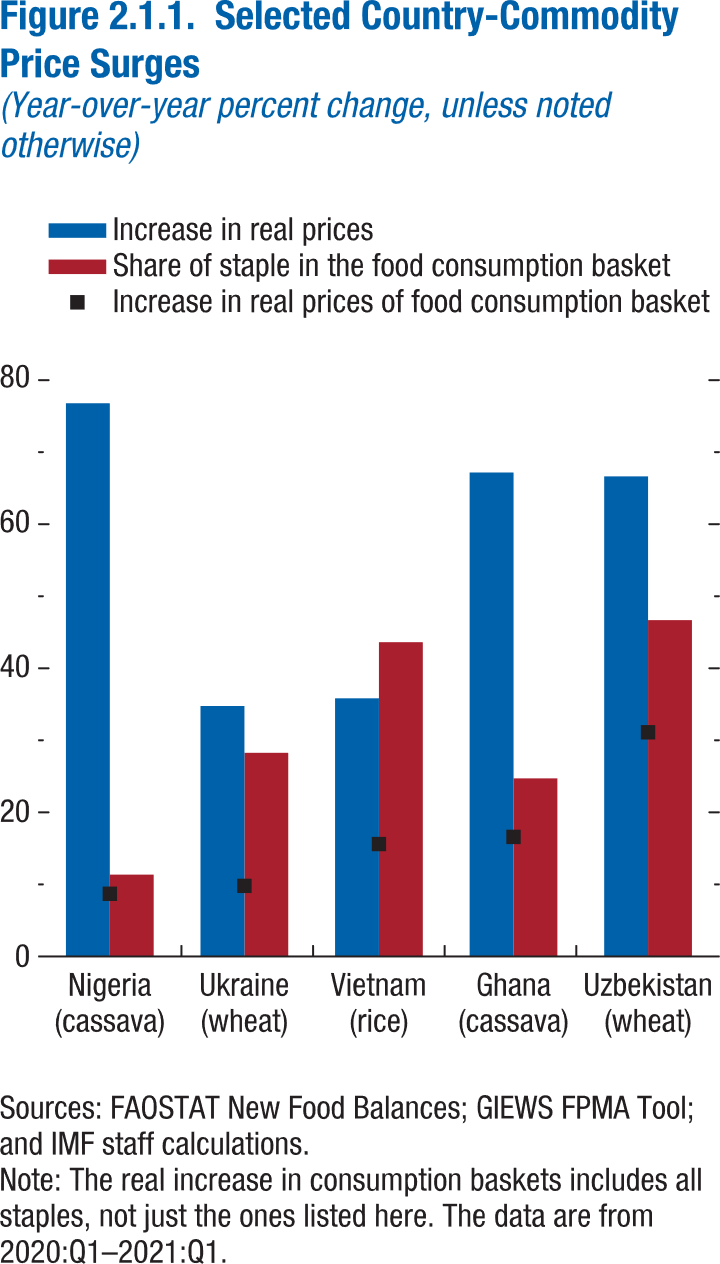 Figure 2.1.1.  Selected Country-Commodity
Price Surges
(Year-over-year percent change, unless noted
otherwise)
Increase in real prices
Share of staple in the food consumption basket
Increase in real prices of food consumption basket
80
60
40
20
0
Nigeria
(cassava)
Ukraine
(wheat)
Vietnam
(rice)
Ghana
(cassava)
Uzbekistan
(wheat)
Sources: FAOSTAT New Food Balances; GIEWS FPMA Tool;
and IMF staff calculations.
Note: The real increase in consumption baskets includes all
staples, not just the ones listed here. The data are from
2020:Q1–2021:Q1.